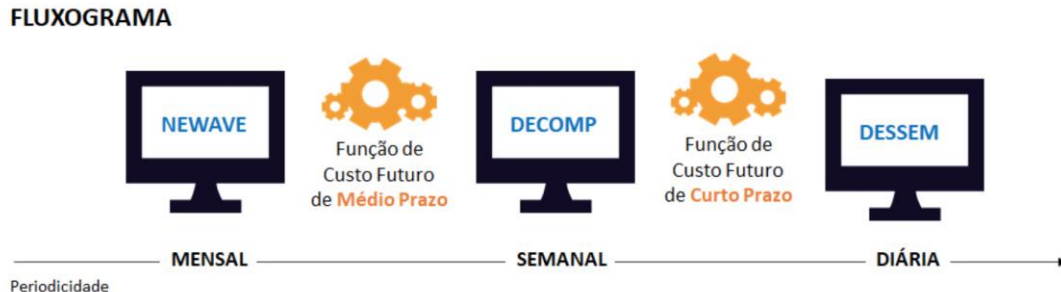 FLUXOGRAMA
NEWAVE
Função de
Custo Futuro
de Médio Prazo
DECOMP
Função de
Custo Futuro
de Curto Prazo
DESSEM
MENSAL
SEMANAL
DIÁRIA
Periodicidade